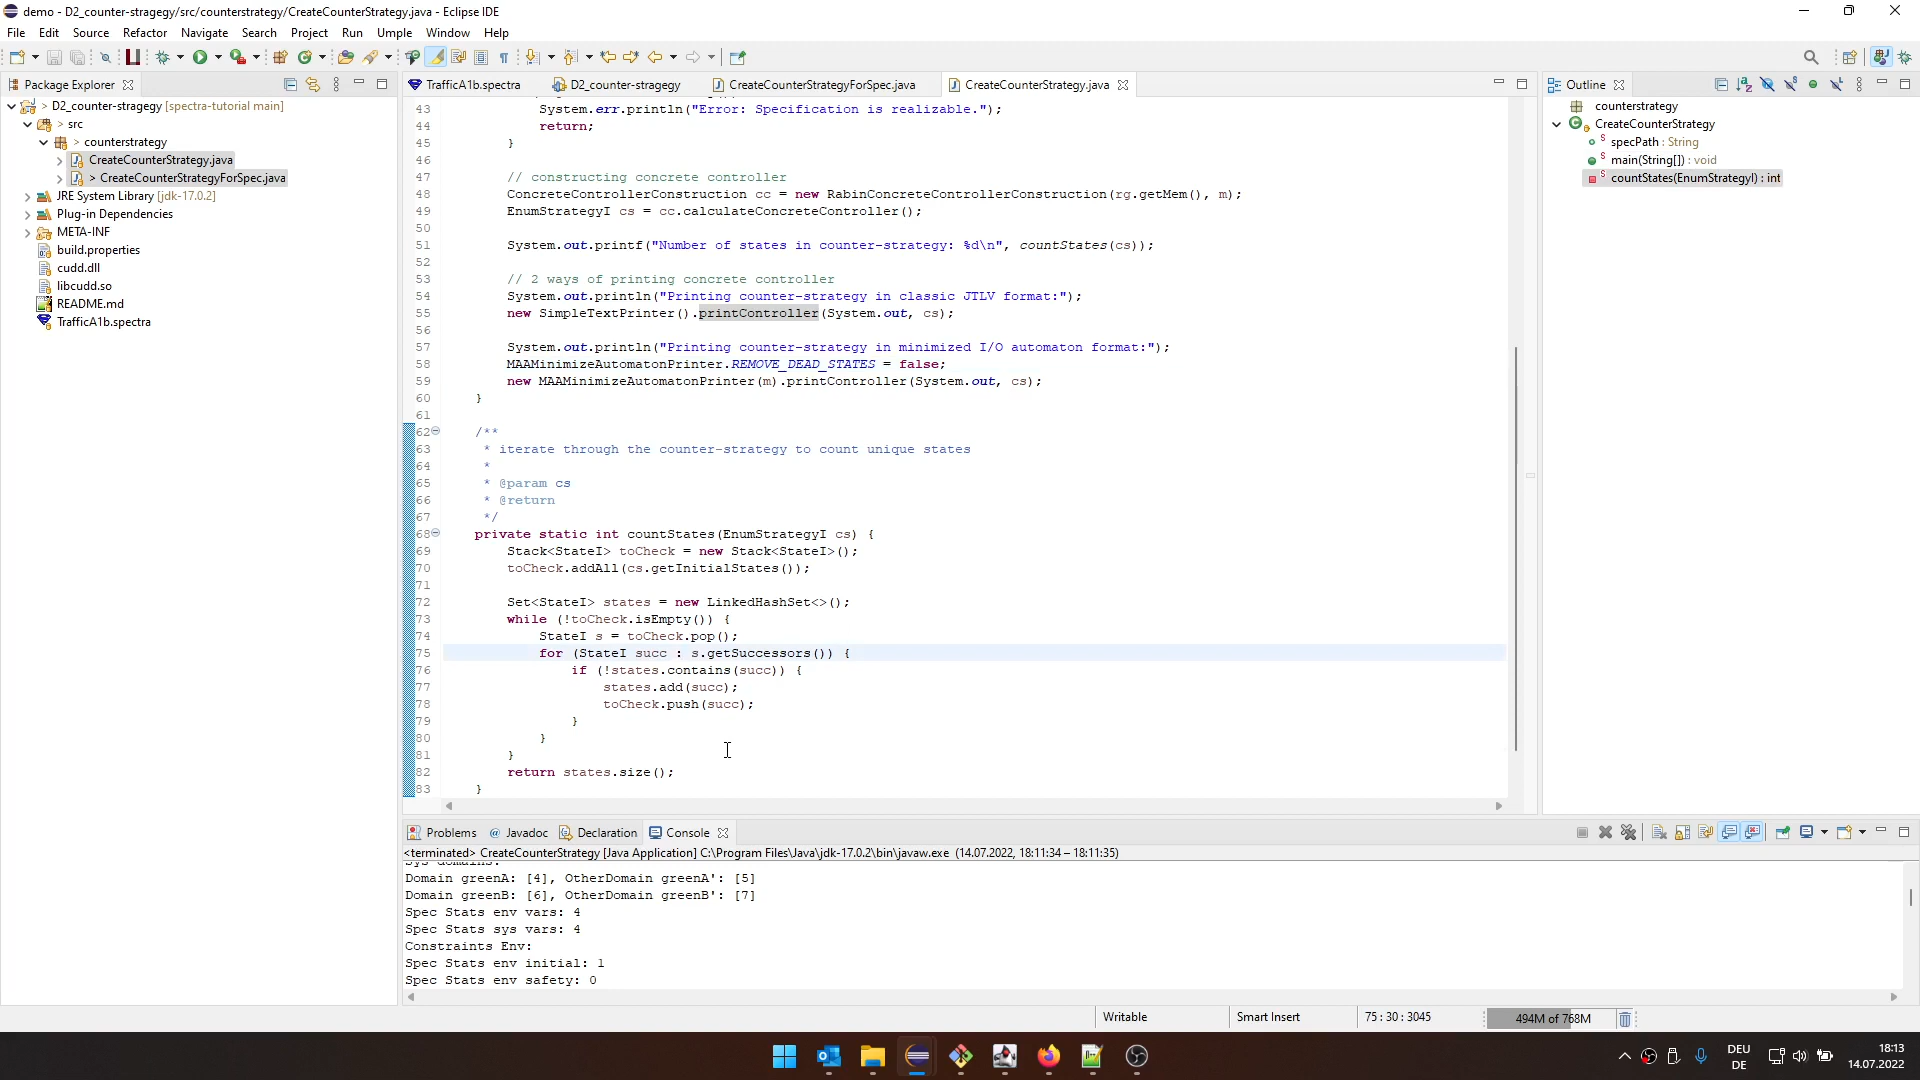 demo - D2_counter-stragegy/src/counterstrategy/CreateCounterStrategy.java - Eclipse IDE
File Edit Source Refactor Navigate Search Project Run Umple Window Help
Package Explorer
D2_counter-stragegy [spectra-tutorial main]
> src
> counterstrategy
CreateCounterStrategy.java
> CreateCounterStrategyForSpec.java
JRE System Library [jdk-17.0.2]
Plug-in Dependencies
META-INF
build.properties
cudd.dll
libcudd.so
README.md
TrafficA1b.spectra
TrafficA1b.spectra D2_counter-stragegy CreateCounterStrategyForSpec.java CreateCounterStrategy.java
43 System.err.println("Error: Specification is realizable.");
44 return;
45 }
46
47 // constructing concrete controller
48 ConcreteControllerConstruction cc = new RabinConcreteControllerConstruction(rg.getMem(), m);
49 EnumStrategyI cs = cc.calculateConcreteController();
50
51 System.out.printf("Number of states in counter-strategy: %d\n", countStates(cs));
52
53 // 2 ways of printing concrete controller
54 System.out.println("Printing counter-strategy in classic JTLV format:");
55 new SimpleTextPrinter().printController(System.out, cs);
56
57 System.out.println("Printing counter-strategy in minimized I/O automaton format:");
58 MAAMinimizeAutomatonPrinter.REMOVE_DEAD_STATES = false;
59 new MAAMinimizeAutomatonPrinter(m).printController(System.out, cs);
60 }
61
62 /**
63 * iterate through the counter-strategy to count unique states
64 *
65 * @param cs
66 * @return
67 */
68 private static int countStates(EnumStrategyI cs) {
69 Stack<StateI> toCheck = new Stack<StateI>();
70 toCheck.addAll(cs.getInitialStates());
71
72 Set<StateI> states = new LinkedHashSet<>();
73 while (!toCheck.isEmpty()) {
74 StateI s = toCheck.pop();
75 for (StateI succ : s.getSuccessors()) {
76 if (!states.contains(succ)) {
77 states.add(succ);
78 toCheck.push(succ);
79 }
80 }
81 }
82 return states.size();
83 }
Outline
counterstrategy
CreateCounterStrategy
specPath : String
main(String[]) : void
countStates(EnumStrategyI) : int
Problems @ Javadoc Declaration Console
<terminated> CreateCounterStrategy [Java Application] C:\Program Files\Java\jdk-17.0.2\bin\javaw.exe (14.07.2022, 18:11:34 – 18:11:35)
Sys domains:
Domain greenA: [4], OtherDomain greenA': [5]
Domain greenB: [6], OtherDomain greenB': [7]
Spec Stats env vars: 4
Spec Stats sys vars: 4
Constraints Env:
Spec Stats env initial: 1
Spec Stats env safety: 0
Writable Smart Insert 75 : 30 : 3045 494M of 768M
DEU
DE
18:13
14.07.2022